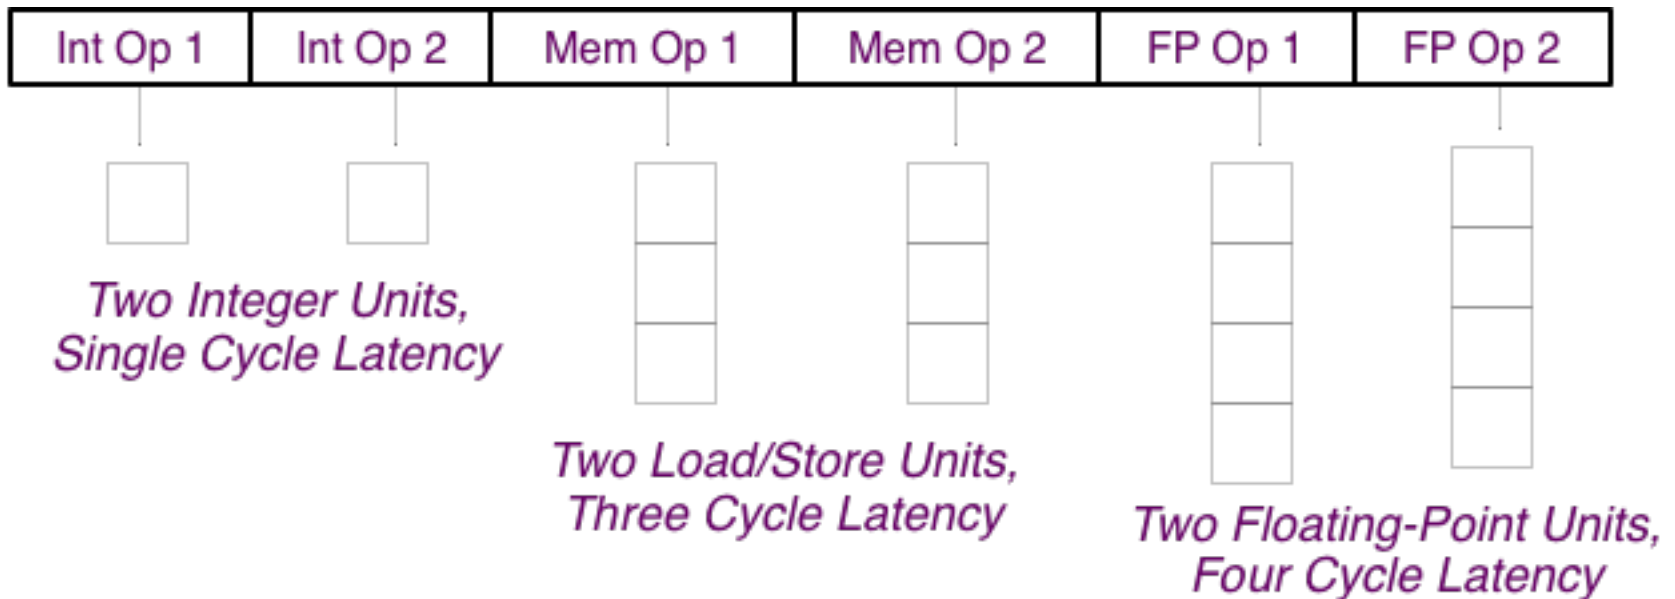 Int Op 1 Int Op 2 Mem Op 1 Mem Op 2 FP Op 1 FP Op 2
Two Integer Units,
Single Cycle Latency
Two Load/Store Units,
Three Cycle Latency
Two Floating-Point Units,
Four Cycle Latency